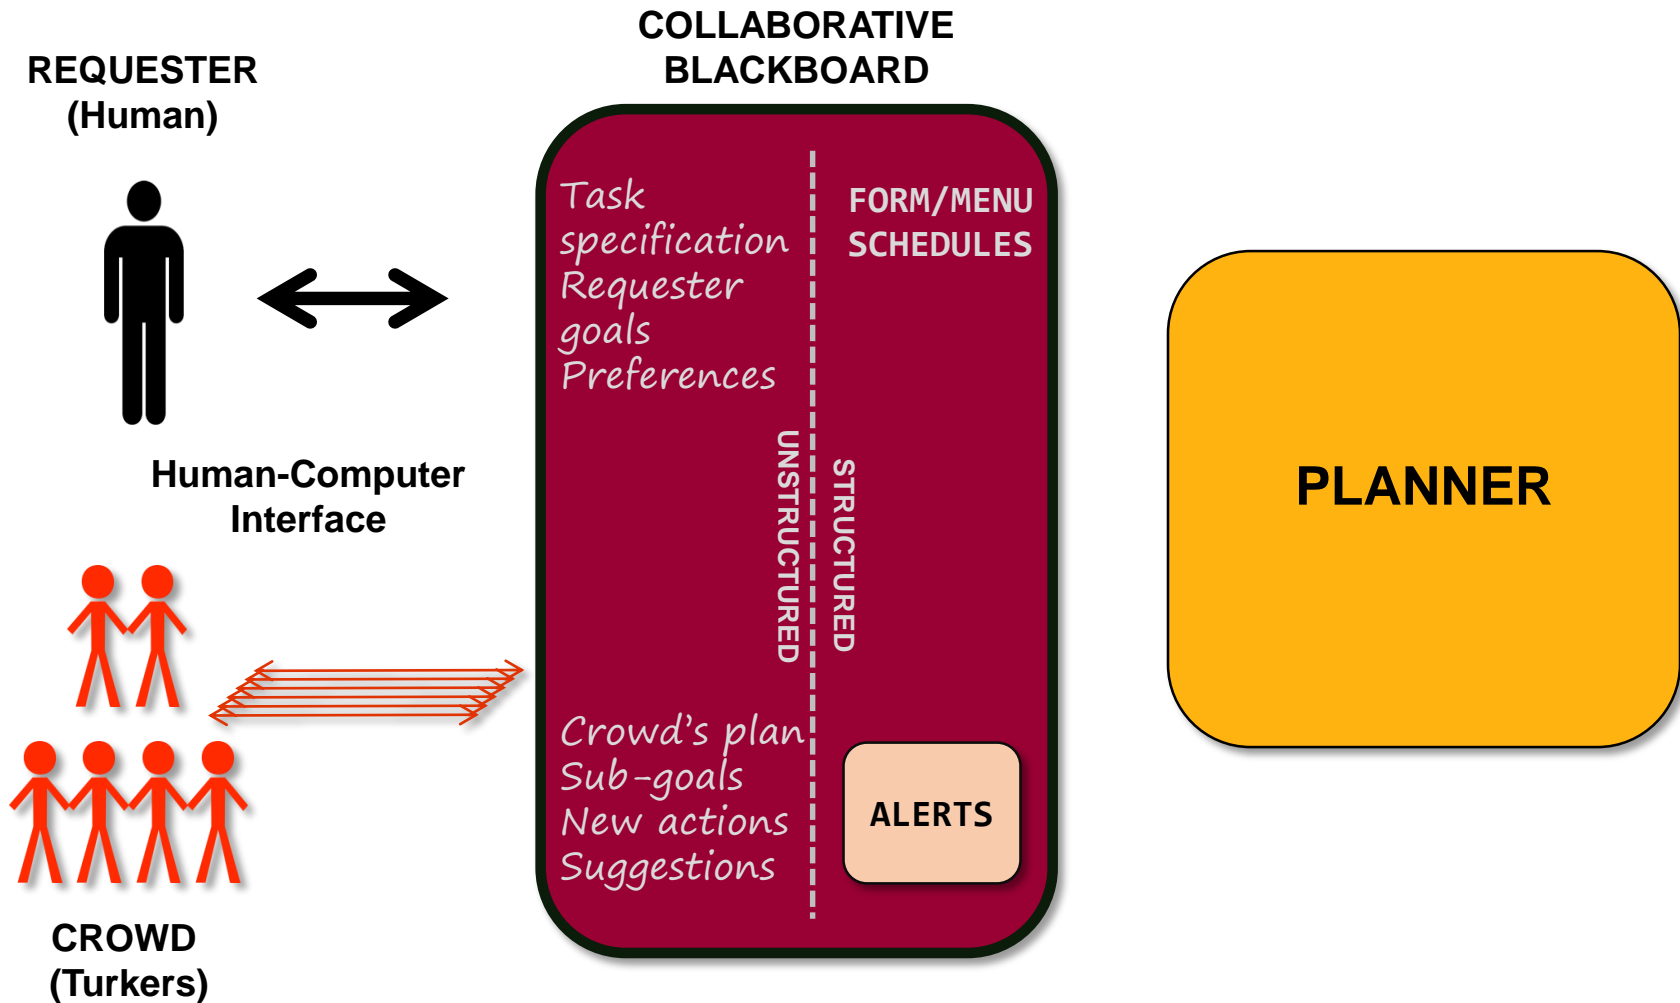 COLLABORATIVE
BLACKBOARD
REQUESTER
(Human)
Task
specification
Requester
goals
Preferences
FORM/MENU
SCHEDULES
Human-Computer
Interface
UNSTRUCTURED
STRUCTURED
PLANNER
Crowd's plan
Sub-goals
New actions
Suggestions
ALERTS
CROWD
(Turkers)